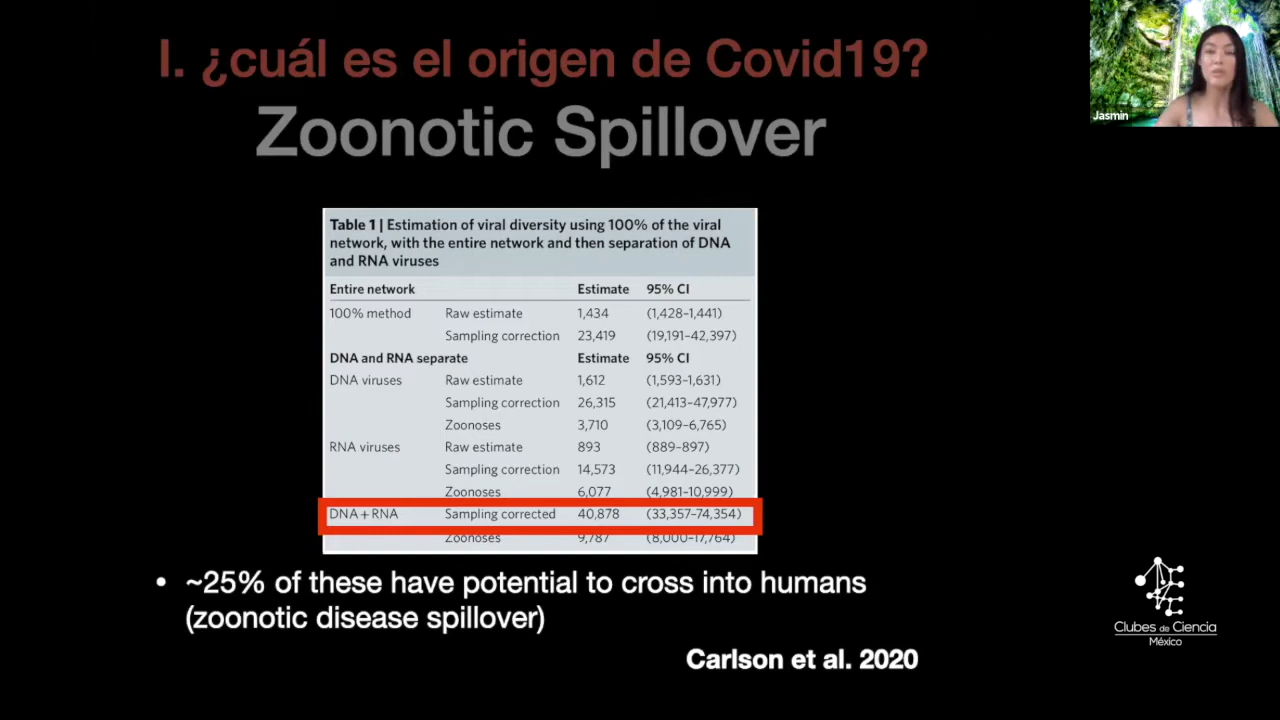 I. ¿cuál es el origen de Covid19?
Zoonotic Spillover
Jasmin
Table 1 | Estimation of viral diversity using 100% of the viral
network, with the entire network and then separation of DNA
and RNA viruses
Entire network Estimate 95% CI
100% method Raw estimate 1,434 (1,428–1,441)
Sampling correction 23,419 (19,191–42,397)
DNA and RNA separate Estimate 95% CI
DNA viruses Raw estimate 1,612 (1,593–1,631)
Sampling correction 26,315 (21,413–47,977)
Zoonoses 3,710 (3,109–6,765)
RNA viruses Raw estimate 893 (889–897)
Sampling correction 14,573 (11,944–26,377)
Zoonoses 6,077 (4,981–10,999)
DNA + RNA Sampling corrected 40,878 (33,357–74,354)
Zoonoses 9,787 (8,000–17,764)
• ~25% of these have potential to cross into humans
(zoonotic disease spillover)
Carlson et al. 2020
Clubes de Ciencia
México